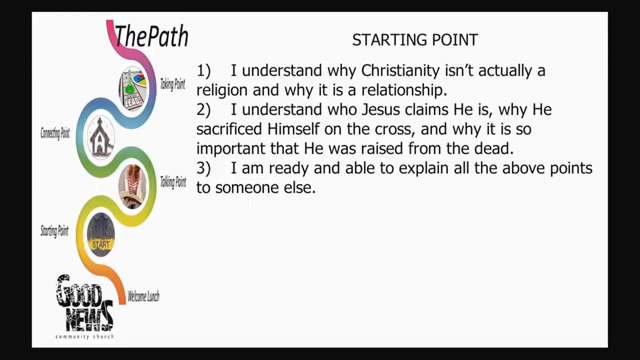 ThePath
STARTING POINT
1) I understand why Christianity isn't actually a
religion and why it is a relationship.
2) I understand who Jesus claims He is, why He
sacrificed Himself on the cross, and why it is so
important that He was raised from the dead.
3) I am ready and able to explain all the above points
to someone else.
Taking Point
LEAD
Connecting Point
Talking Point
Starting Point
START
Welcome Lunch
GOOD
NEWS
community church